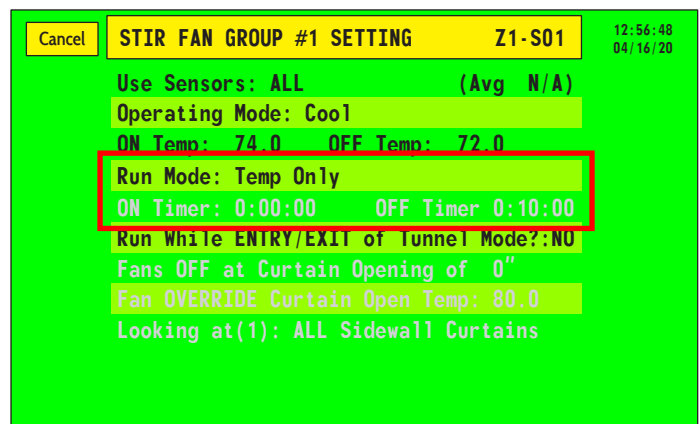 Cancel
STIR FAN GROUP #1 SETTING Z1-S01
12:56:48
04/16/20
Use Sensors: ALL (Avg N/A)
Operating Mode: Cool
ON Temp: 74.0 OFF Temp: 72.0
Run Mode: Temp Only
ON Timer: 0:00:00 OFF Timer 0:10:00
Run While ENTRY/EXIT of Tunnel Mode?:NO
Fans OFF at Curtain Opening of 0"
Fan OVERRIDE Curtain Open Temp: 80.0
Looking at(1): ALL Sidewall Curtains